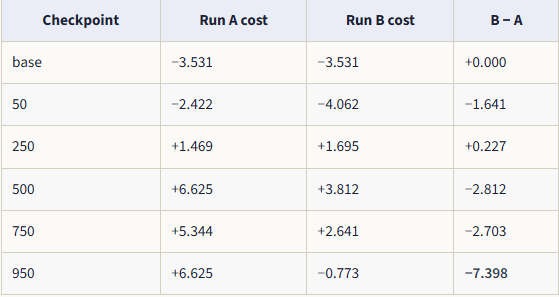 Checkpoint Run A cost Run B cost B − A
base −3.531 −3.531 +0.000
50 −2.422 −4.062 −1.641
250 +1.469 +1.695 +0.227
500 +6.625 +3.812 −2.812
750 +5.344 +2.641 −2.703
950 +6.625 −0.773 −7.398